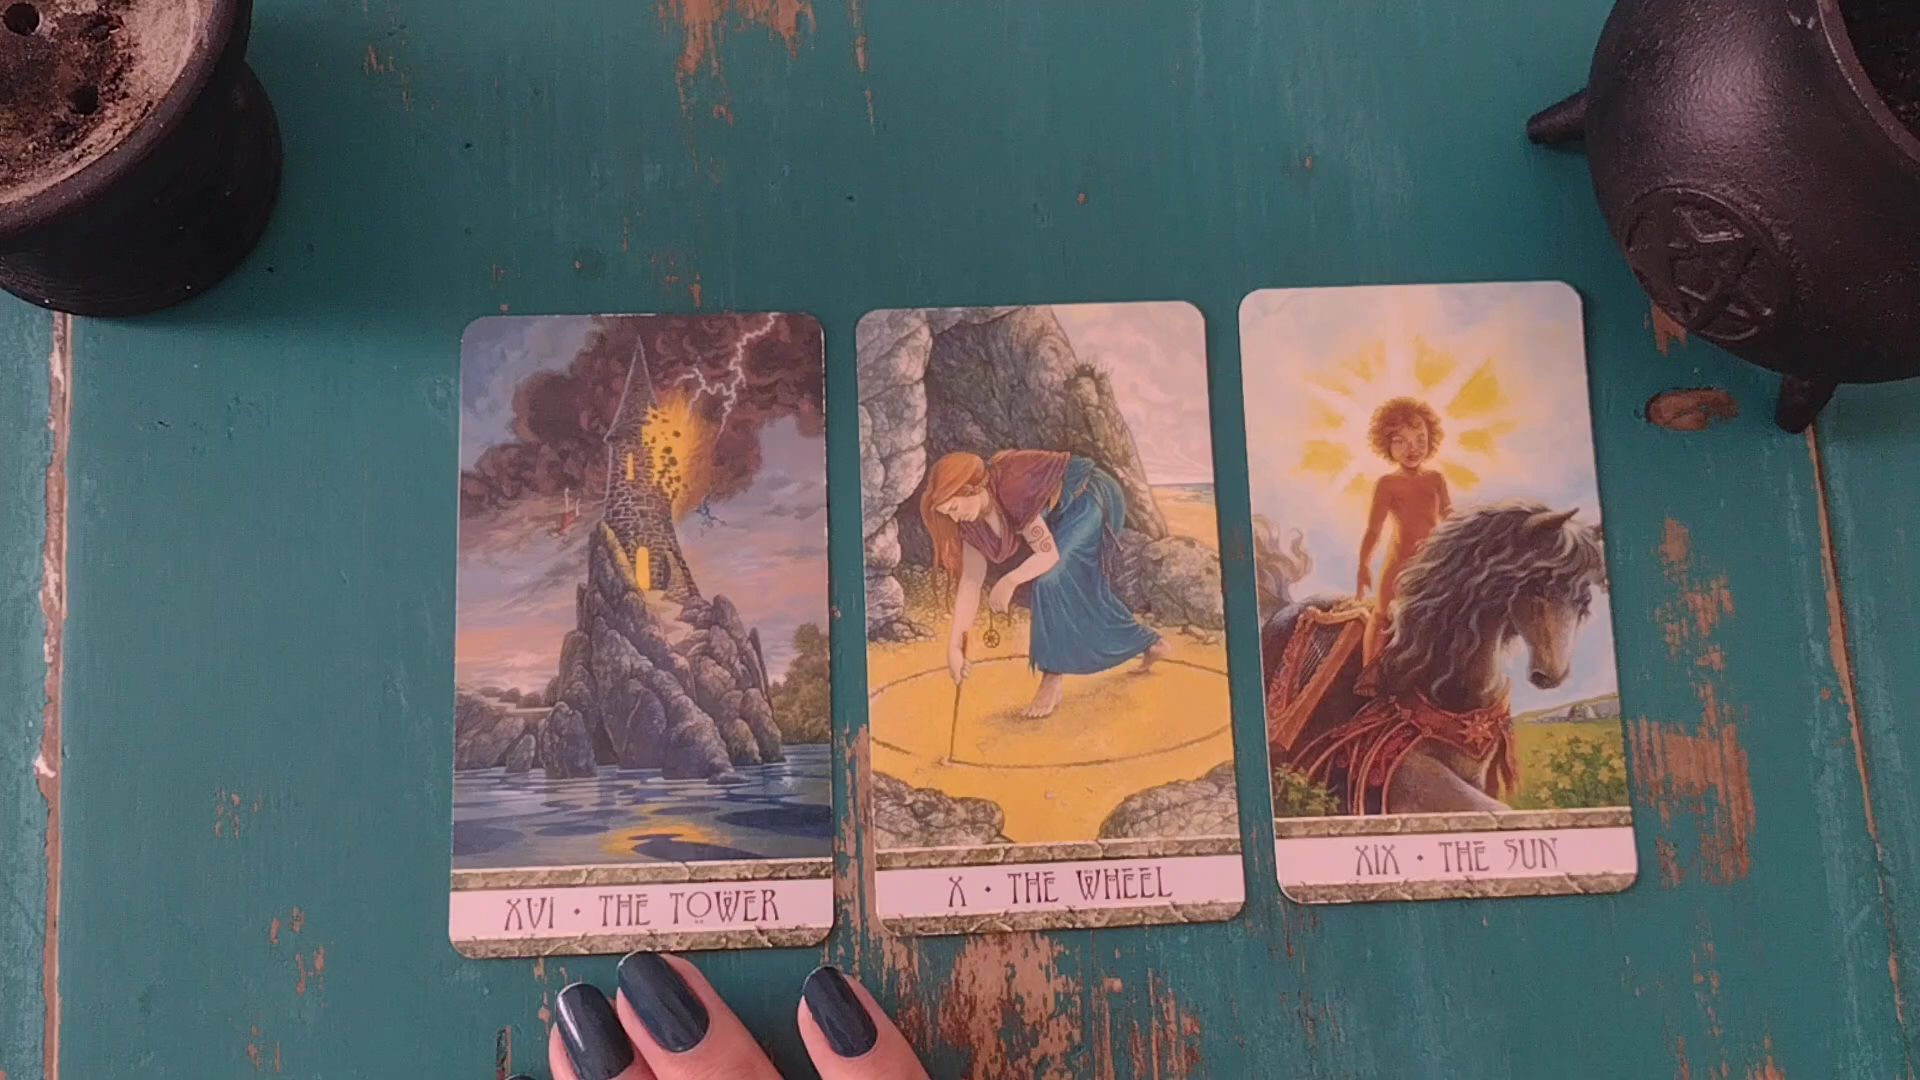 XVI • THE TOWER
X • THE WHEEL
XIX • THE SUN